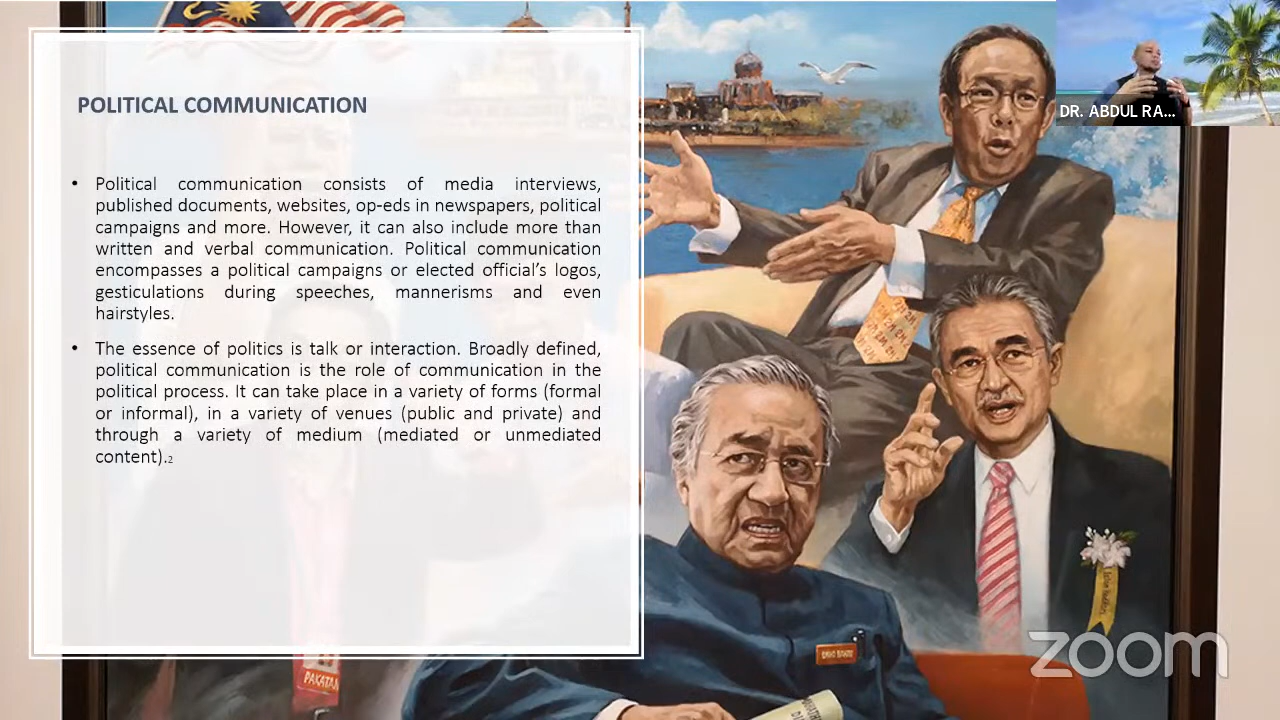 POLITICAL COMMUNICATION
• Political communication consists of media interviews,
published documents, websites, op-eds in newspapers, political
campaigns and more. However, it can also include more than
written and verbal communication. Political communication
encompasses a political campaigns or elected official's logos,
gesticulations during speeches, mannerisms and even
hairstyles.
• The essence of politics is talk or interaction. Broadly defined,
political communication is the role of communication in the
political process. It can take place in a variety of forms (formal
or informal), in a variety of venues (public and private) and
through a variety of medium (mediated or unmediated
content).2
DR. ABDUL RA...
PAKATAN
zoom